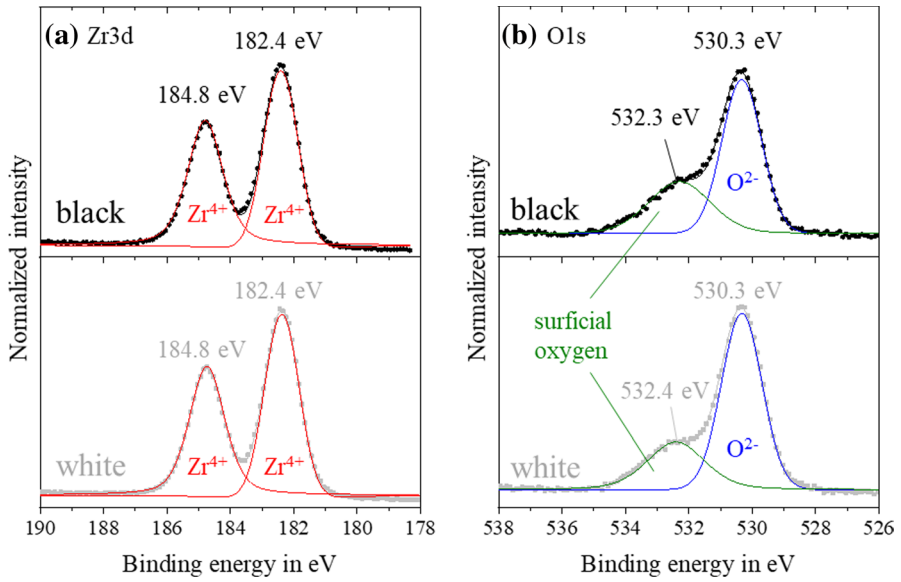 (a) Zr3d
182.4 eV
184.8 eV
black
Zr4+ Zr4+
182.4 eV
184.8 eV
white
Zr4+ Zr4+
190 188 186 184 182 180 178
Binding energy in eV
Normalized intensity
(b) O1s
530.3 eV
532.3 eV
O2-
black
surficial
oxygen
530.3 eV
532.4 eV
O2-
white
538 536 534 532 530 528 526
Binding energy in eV
Normalized intensity